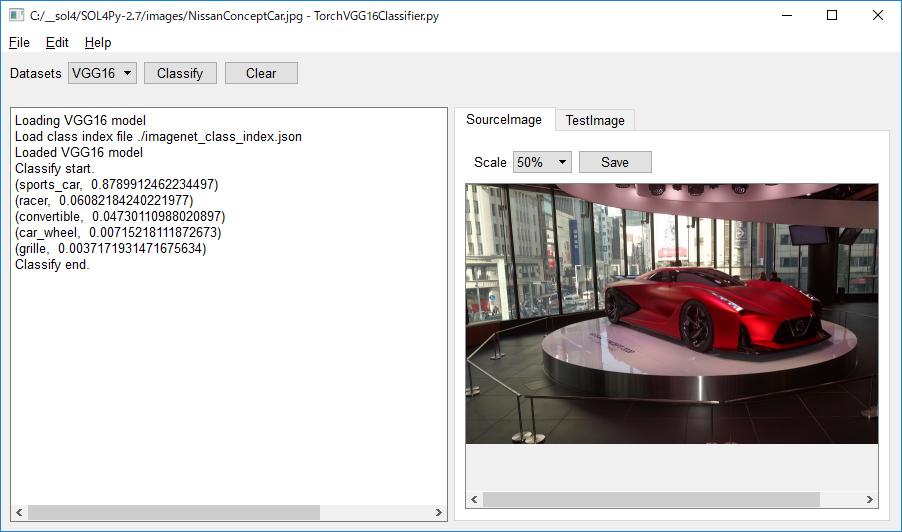 C:/__sol4/SOL4Py-2.7/images/NissanConceptCar.jpg - TorchVGG16Classifier.py
File Edit Help
Datasets VGG16 Classify Clear
Loading VGG16 model
Load class index file ./imagenet_class_index.json
Loaded VGG16 model
Classify start.
(sports_car, 0.8789912462234497)
(racer, 0.06082184240221977)
(convertible, 0.04730110988020897)
(car_wheel, 0.00715218111872673)
(grille, 0.0037171931471675634)
Classify end.
SourceImage TestImage
Scale 50% Save